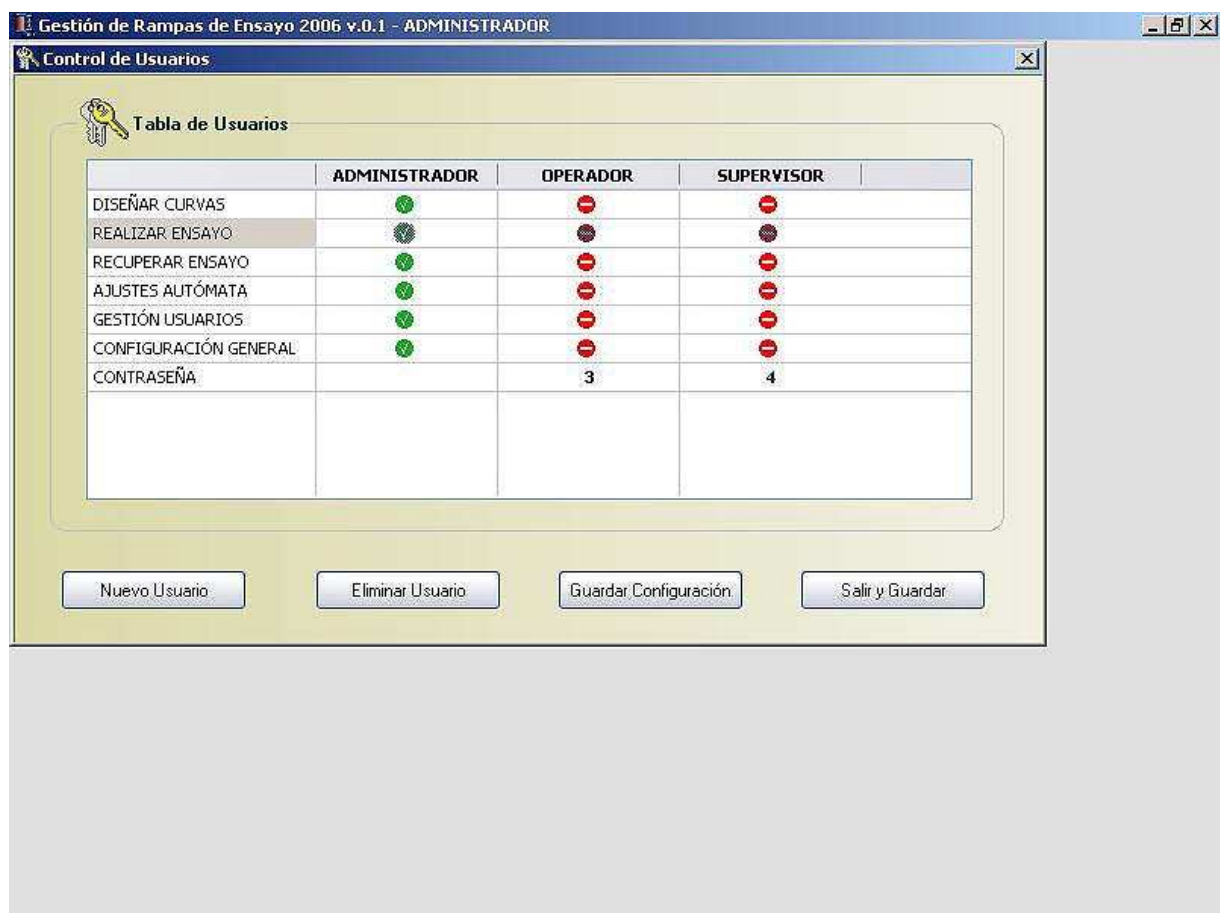 Gestión de Rampas de Ensayo 2006 v.0.1 - ADMINISTRADOR
Control de Usuarios
Tabla de Usuarios
ADMINISTRADOR OPERADOR SUPERVISOR
DISEÑAR CURVAS
REALIZAR ENSAYO
RECUPERAR ENSAYO
AJUSTES AUTÓMATA
GESTIÓN USUARIOS
CONFIGURACIÓN GENERAL
CONTRASEÑA 3 4
Nuevo Usuario Eliminar Usuario Guardar Configuración Salir y Guardar